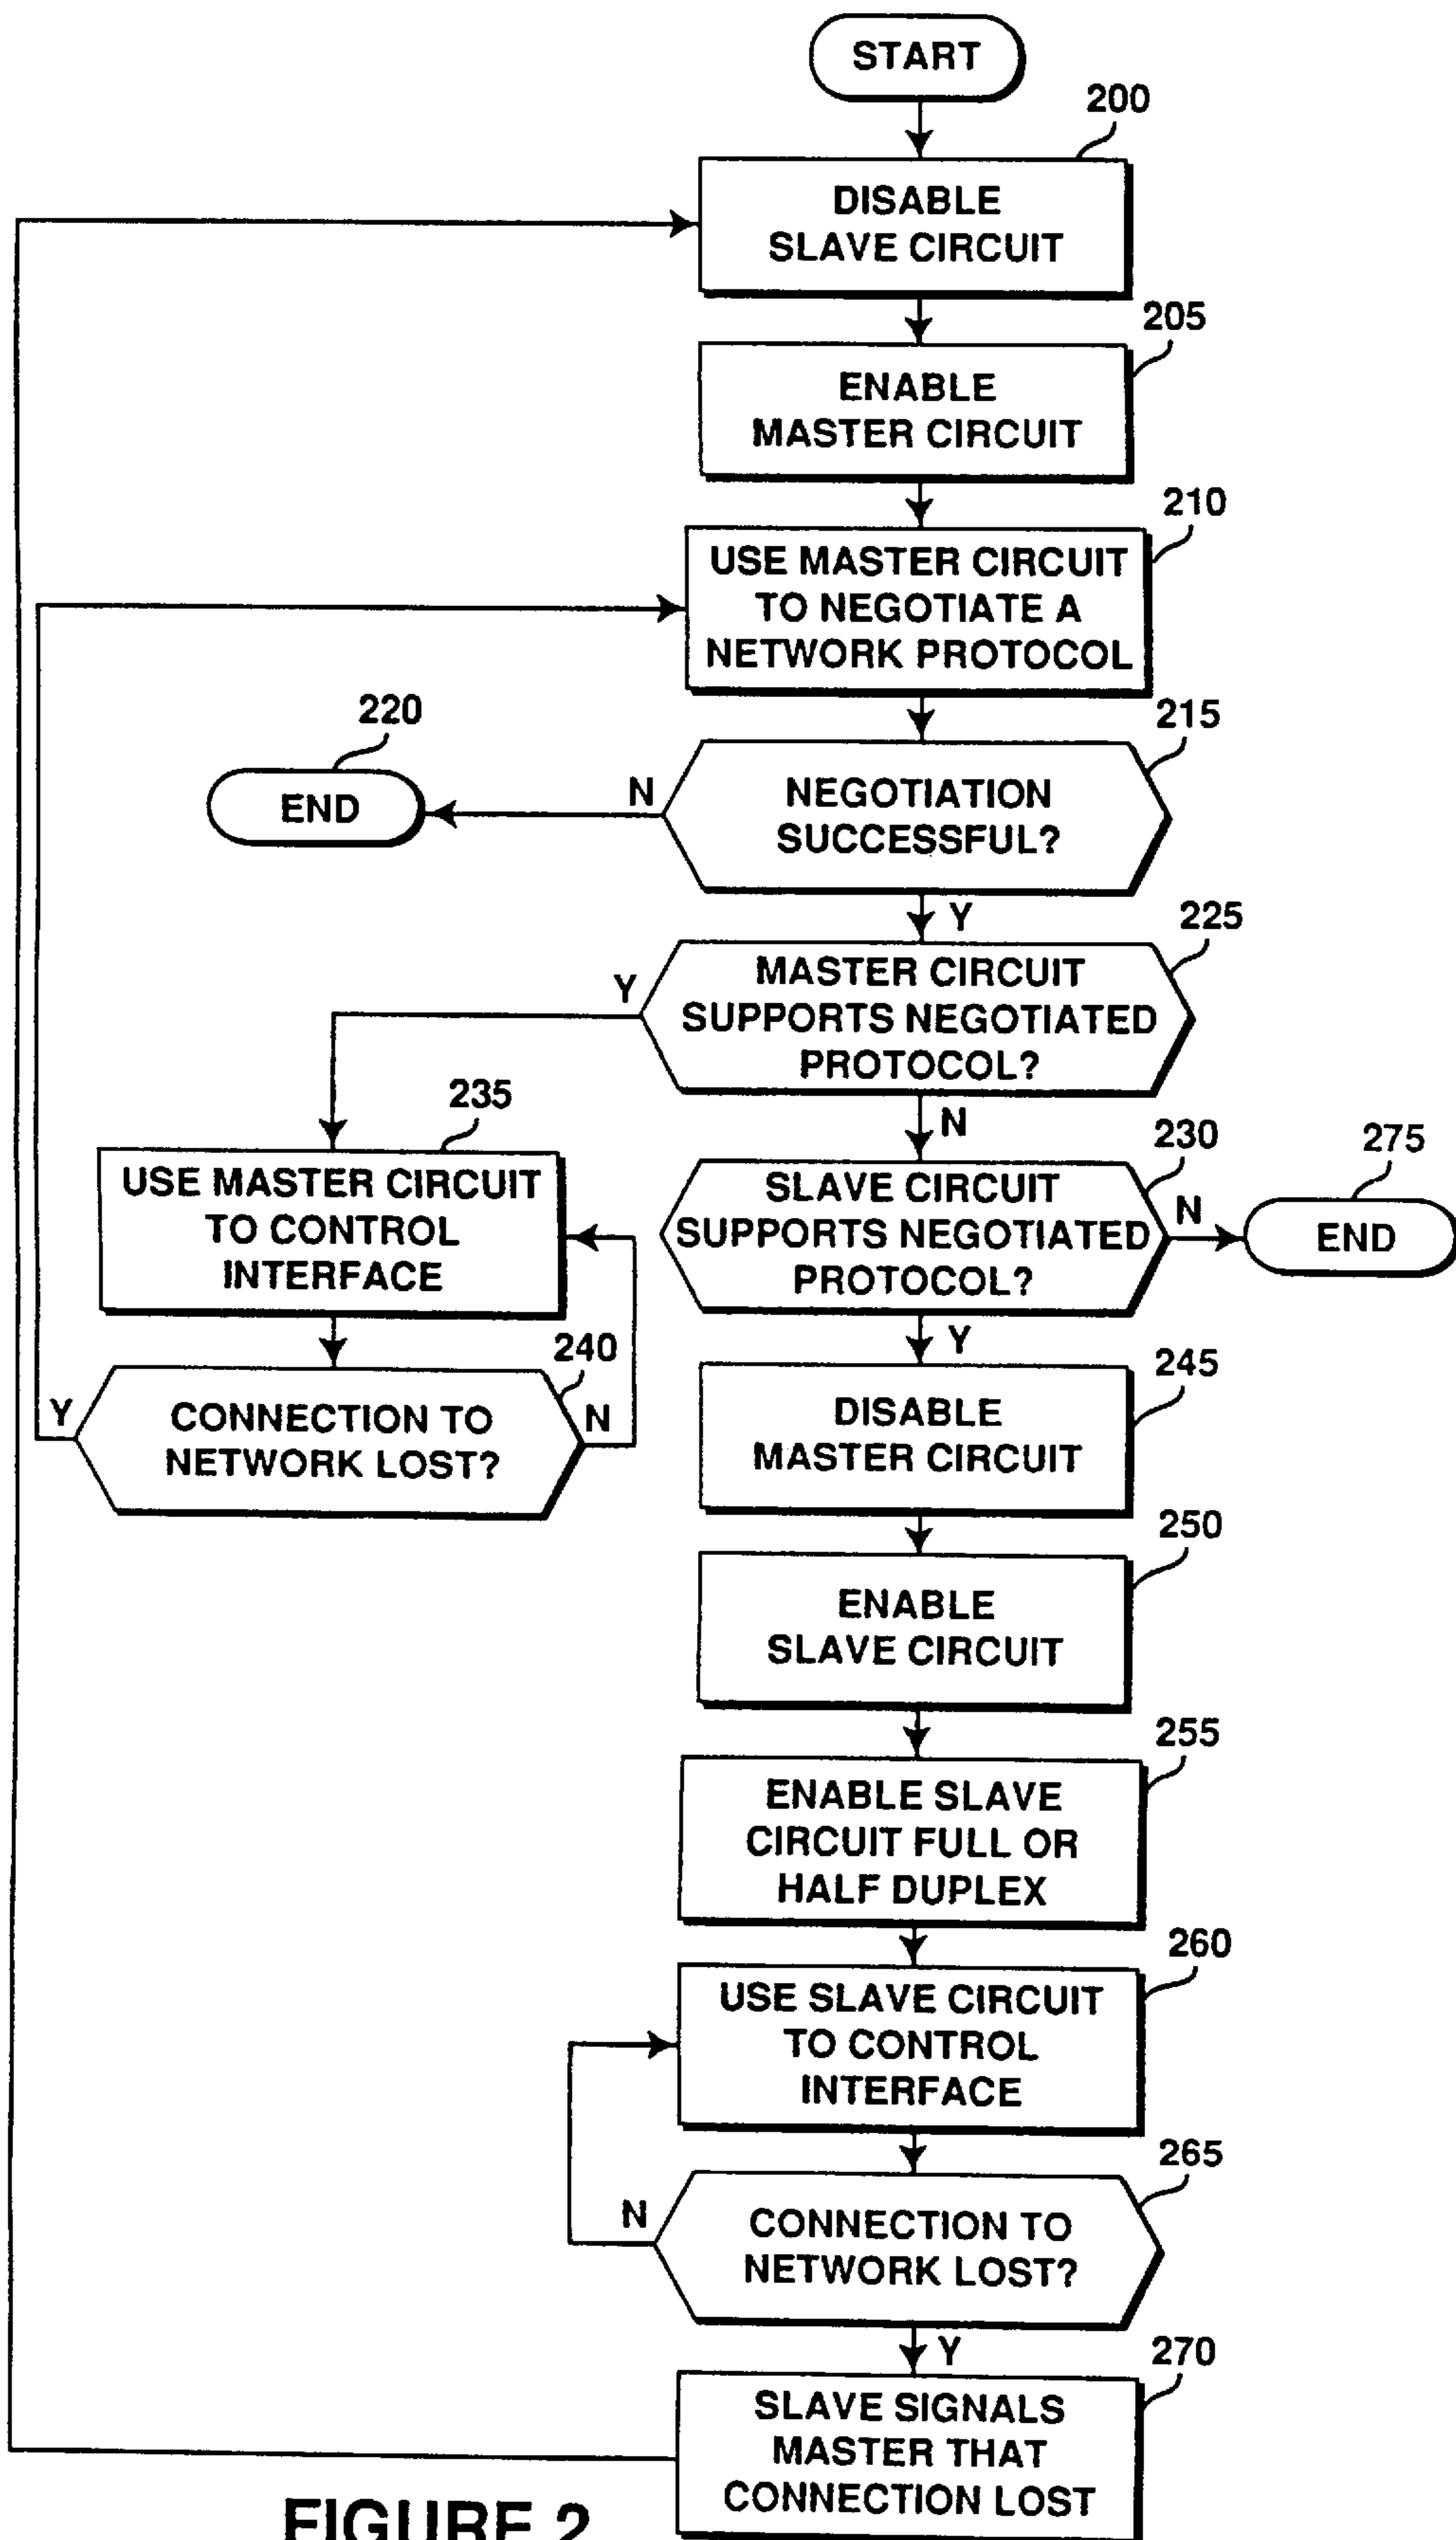 START
200
DISABLE
SLAVE CIRCUIT
205
ENABLE
MASTER CIRCUIT
210
USE MASTER CIRCUIT
TO NEGOTIATE A
NETWORK PROTOCOL
215
NEGOTIATION
SUCCESSFUL?
N
220
END
Y
225
MASTER CIRCUIT
SUPPORTS NEGOTIATED
PROTOCOL?
Y
N
235
USE MASTER CIRCUIT
TO CONTROL
INTERFACE
240
CONNECTION TO
NETWORK LOST?
Y
N
230
SLAVE CIRCUIT
SUPPORTS NEGOTIATED
PROTOCOL?
N
275
END
Y
245
DISABLE
MASTER CIRCUIT
250
ENABLE
SLAVE CIRCUIT
255
ENABLE SLAVE
CIRCUIT FULL OR
HALF DUPLEX
260
USE SLAVE CIRCUIT
TO CONTROL
INTERFACE
265
CONNECTION TO
NETWORK LOST?
N
Y
270
SLAVE SIGNALS
MASTER THAT
CONNECTION LOST
FIGURE 2